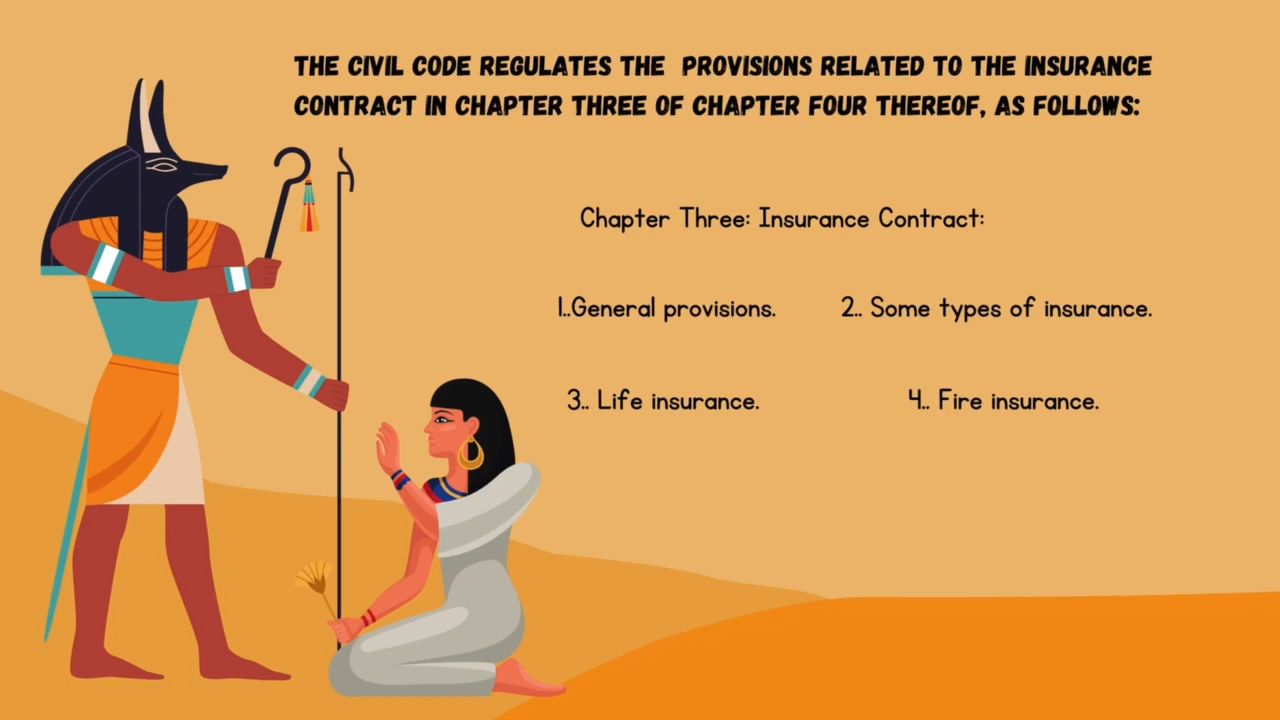 THE CIVIL CODE REGULATES THE PROVISIONS RELATED TO THE INSURANCE
CONTRACT IN CHAPTER THREE OF CHAPTER FOUR THEREOF, AS FOLLOWS:
Chapter Three: Insurance Contract:
1..General provisions.
2.. Some types of insurance.
3.. Life insurance.
4.. Fire insurance.